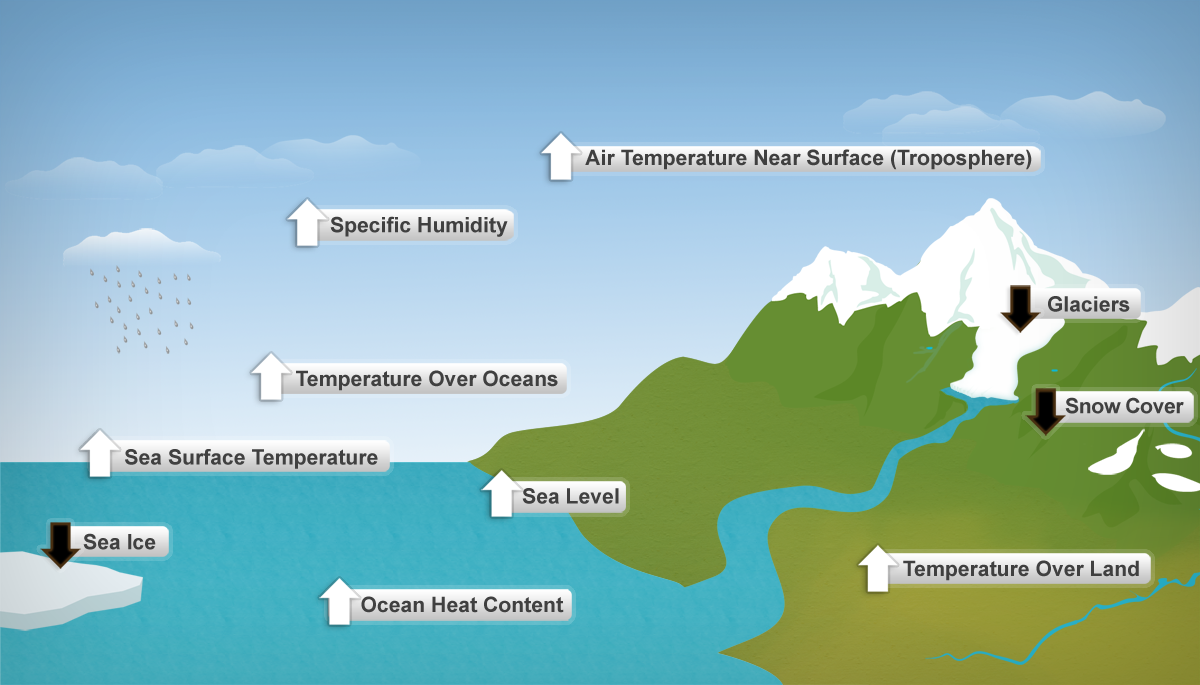 Air Temperature Near Surface (Troposphere)
Specific Humidity
Glaciers
Temperature Over Oceans
Snow Cover
Sea Surface Temperature
Sea Level
Sea Ice
Temperature Over Land
Ocean Heat Content